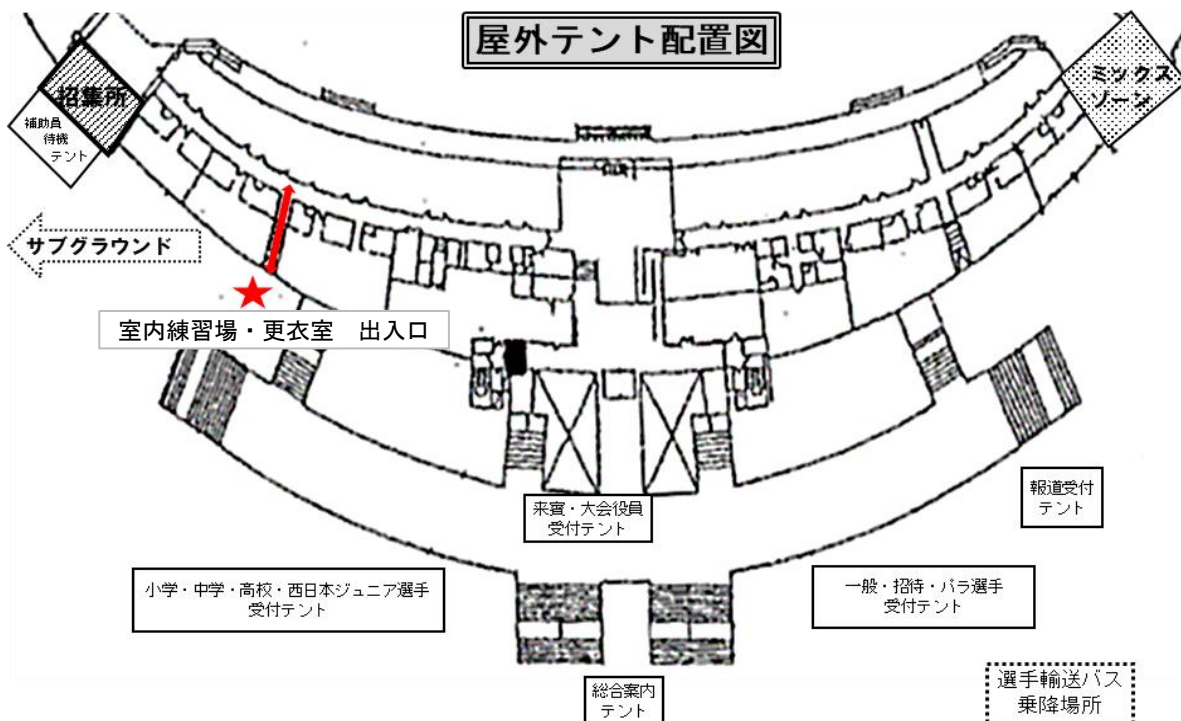 屋外テント配置図
招集所
補助員
待機
テント
ミックス
ゾーン
サブグラウンド
室内練習場・更衣室　出入口
来賓・大会役員
受付テント
報道受付
テント
小学・中学・高校・西日本ジュニア選手
受付テント
一般・招待・パラ選手
受付テント
総合案内
テント
選手輸送バス
乗降場所